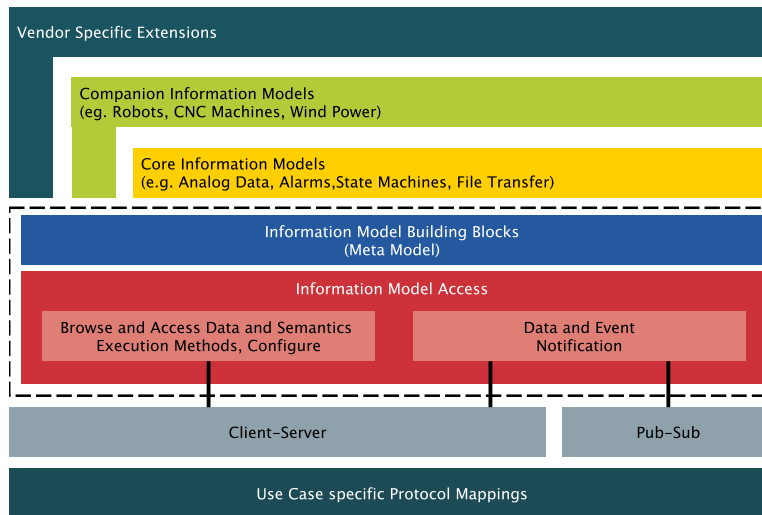 Vendor Specific Extensions
Companion Information Models
(eg. Robots, CNC Machines, Wind Power)
Core Information Models
(e.g. Analog Data, Alarms,State Machines, File Transfer)
Information Model Building Blocks
(Meta Model)
Information Model Access
Browse and Access Data and Semantics
Execution Methods, Configure
Data and Event
Notification
Client-Server
Pub-Sub
Use Case specific Protocol Mappings